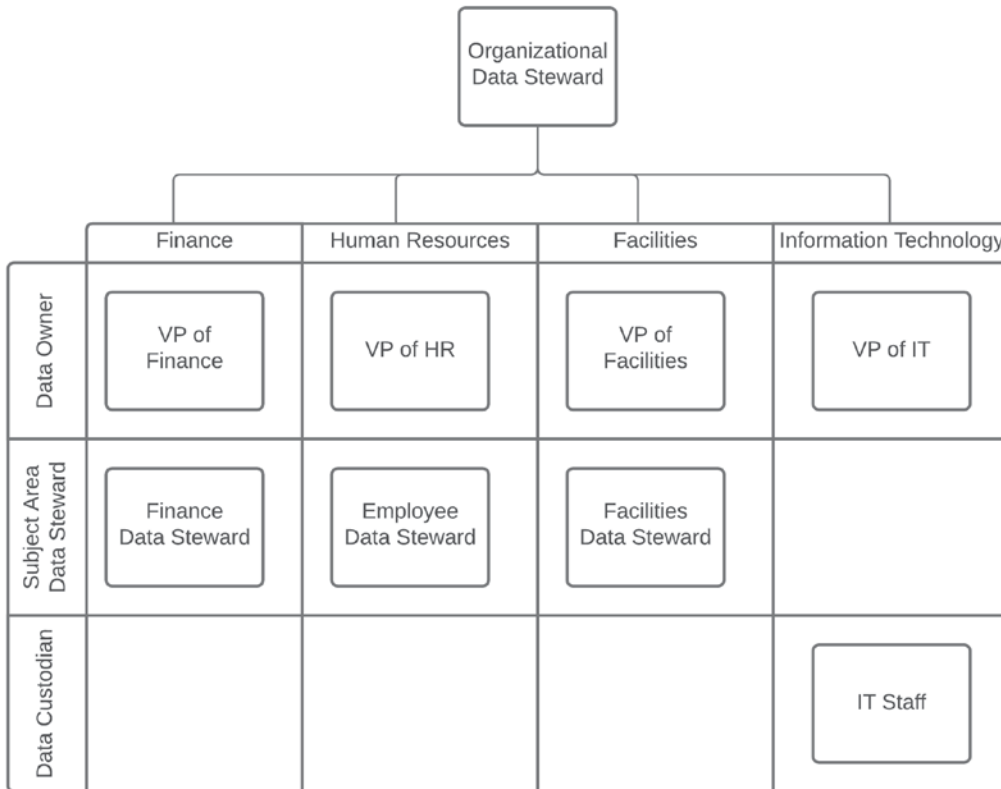 Organizational
Data Steward
Finance
Human Resources
Facilities
Information Technology
Data Owner
VP of
Finance
VP of HR
VP of
Facilities
VP of IT
Subject Area
Data Steward
Finance
Data Steward
Employee
Data Steward
Facilities
Data Steward
Data Custodian
IT Staff